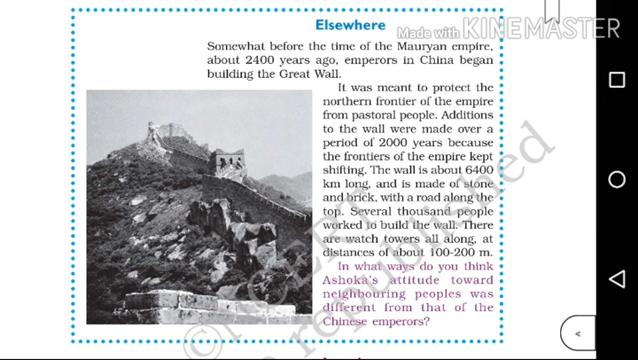 Elsewhere
Made with KINEMASTER
Somewhat before the time of the Mauryan empire,
about 2400 years ago, emperors in China began
building the Great Wall.
It was meant to protect the
northern frontier of the empire
from pastoral people. Additions
to the wall were made over a
period of 2000 years because
the frontiers of the empire kept
shifting. The wall is about 6400
km long, and is made of stone
and brick, with a road along the
top. Several thousand people
worked to build the wall. There
are watch towers all along, at
distances of about 100-200 m.
In what ways do you think
Ashoka's attitude toward
neighbouring peoples was
different from that of the
Chinese emperors?
© NCERT
republished